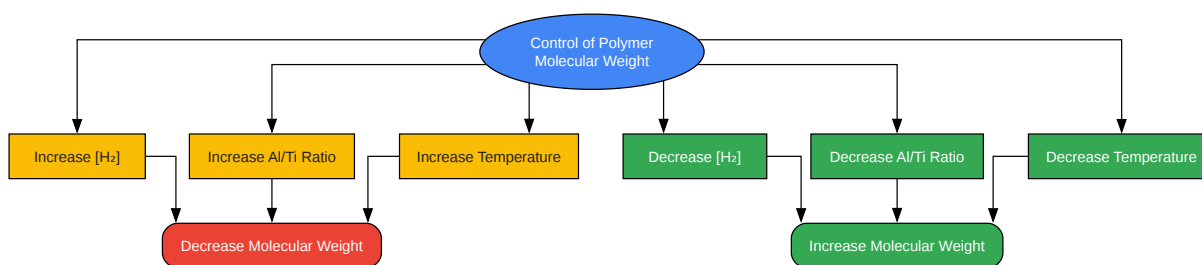 Control of Polymer
Molecular Weight
Increase [H₂]
Increase Al/Ti Ratio
Increase Temperature
Decrease [H₂]
Decrease Al/Ti Ratio
Decrease Temperature
Decrease Molecular Weight
Increase Molecular Weight